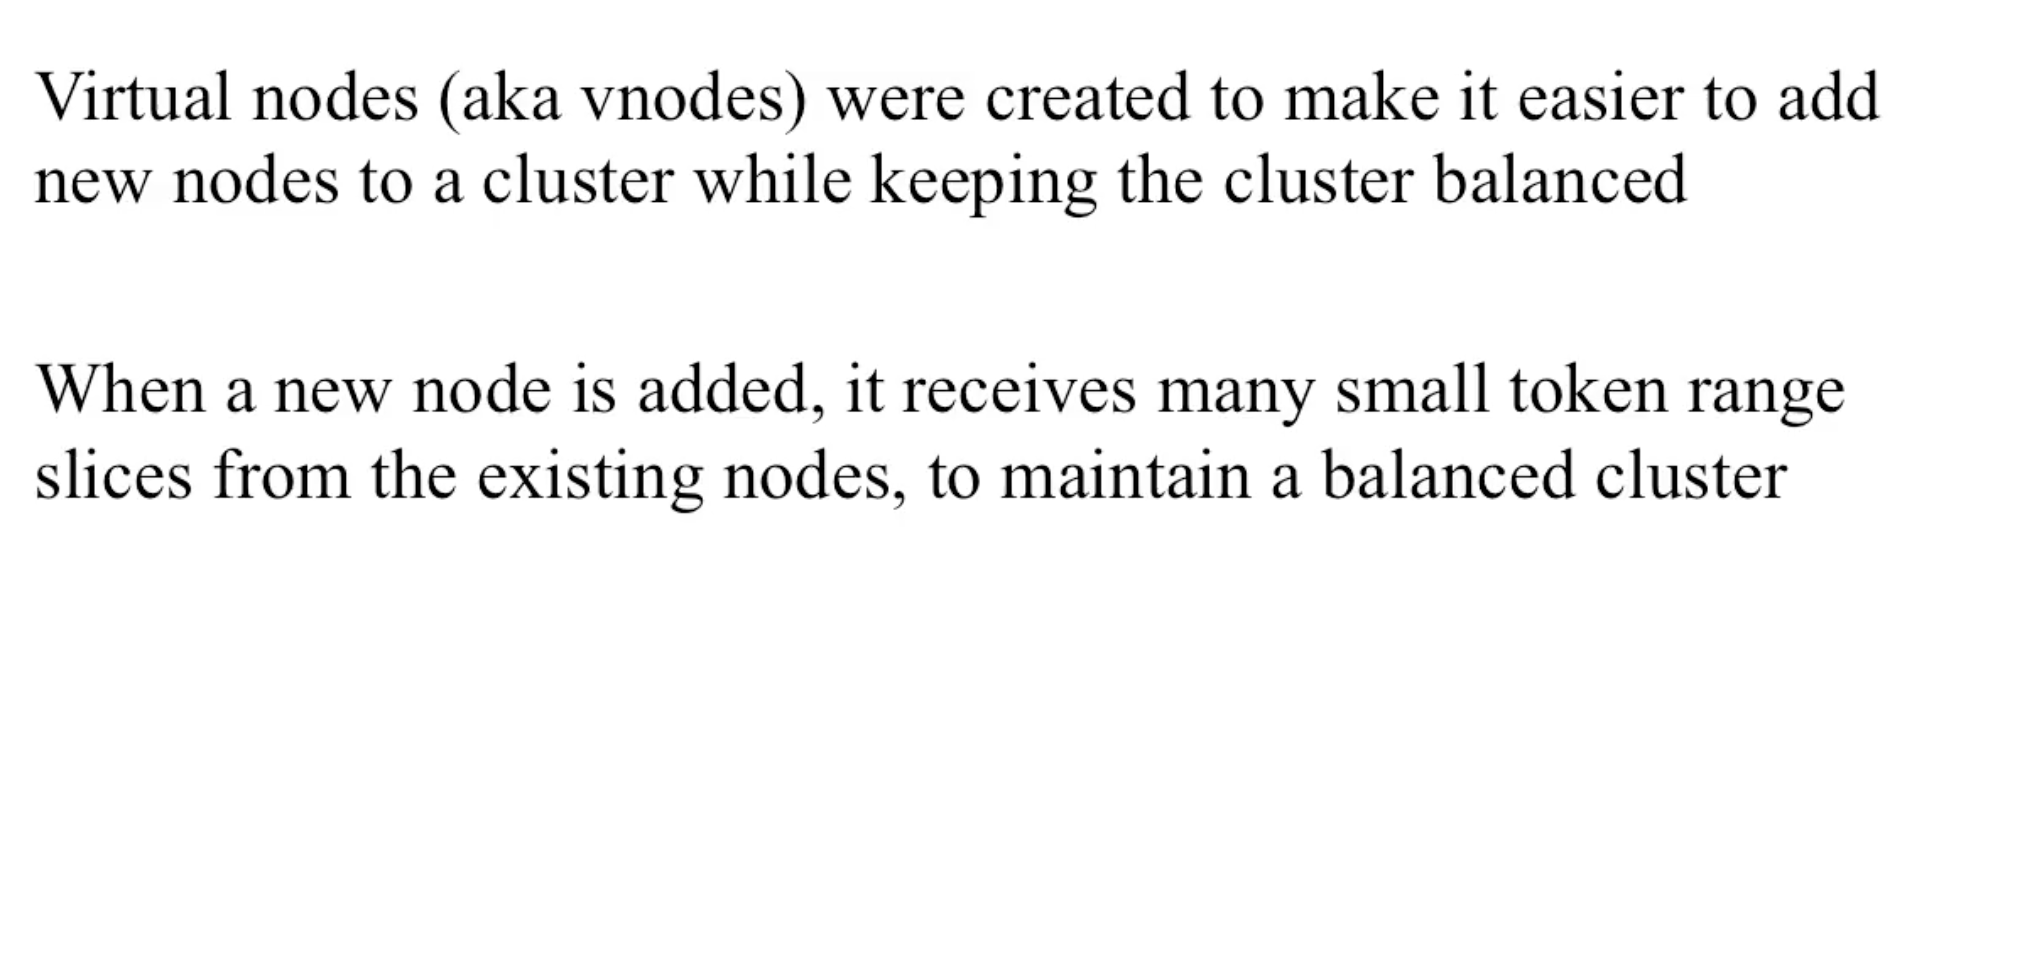 Virtual nodes (aka vnodes) were created to make it easier to add
new nodes to a cluster while keeping the cluster balanced
When a new node is added, it receives many small token range
slices from the existing nodes, to maintain a balanced cluster